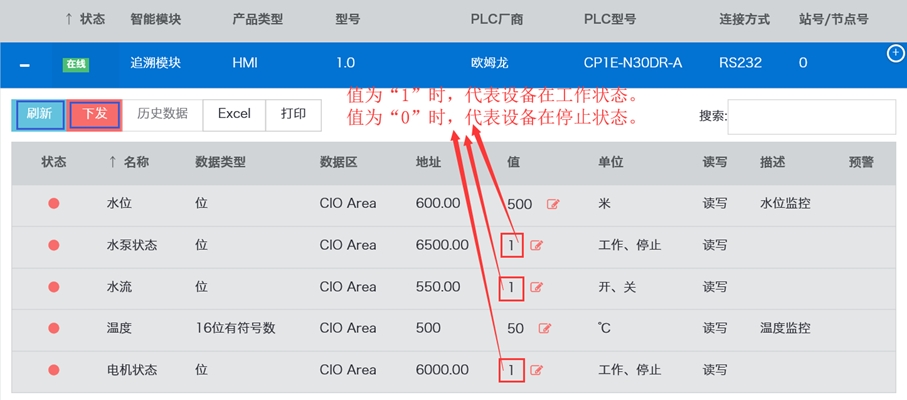 ↑ 状态 智能模块 产品类型 型号 PLC厂商 PLC型号 连接方式 站号/节点号
在线 追溯模块 HMI 1.0 欧姆龙 CP1E-N30DR-A RS232 0
值为“1”时，代表设备在工作状态。
刷新 下发 历史数据 Excel 打印 值为“0”时，代表设备在停止状态。 搜索:
状态 ↑ 名称 数据类型 数据区 地址 值 单位 读写 描述 预警
水位 位 CIO Area 600.00 500 米 读写 水位监控
水泵状态 位 CIO Area 6500.00 1 工作、停止 读写
水流 位 CIO Area 550.00 1 开、关 读写
温度 16位有符号数 CIO Area 500 50 ℃ 读写 温度监控
电机状态 位 CIO Area 6000.00 1 工作、停止 读写